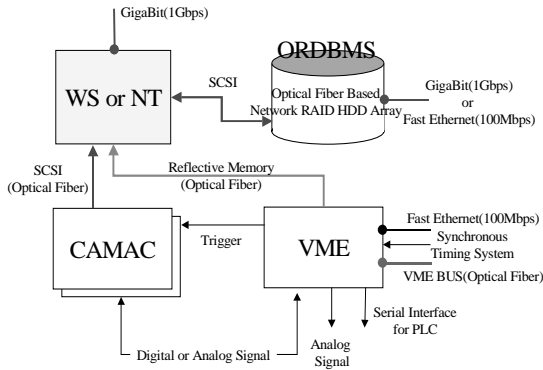 GigaBit(1Gbps)
ORDBMS
WS or NT
SCSI
Optical Fiber Based
Network RAID HDD Array
GigaBit(1Gbps)
or
Fast Ethernet(100Mbps)
SCSI
(Optical Fiber)
Reflective Memory
(Optical Fiber)
CAMAC
Trigger
VME
Fast Ethernet(100Mbps)
Synchronous
Timing System
VME BUS(Optical Fiber)
Serial Interface
for PLC
Analog
Signal
Digital or Analog Signal